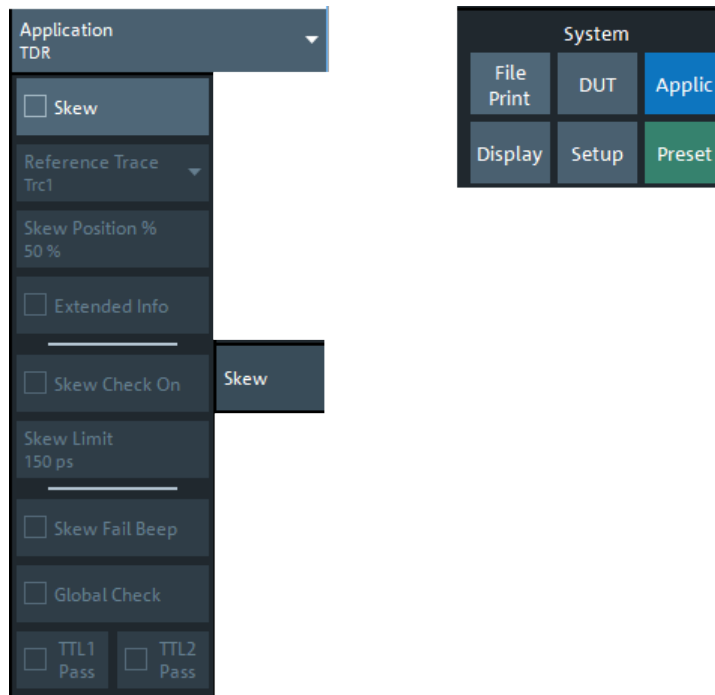 Application
TDR
Skew
Reference Trace
Trc1
Skew Position %
50 %
Extended Info
Skew Check On
Skew
Skew Limit
150 ps
Skew Fail Beep
Global Check
TTL1
Pass
TTL2
Pass
System
File
Print
DUT
Applic
Display
Setup
Preset